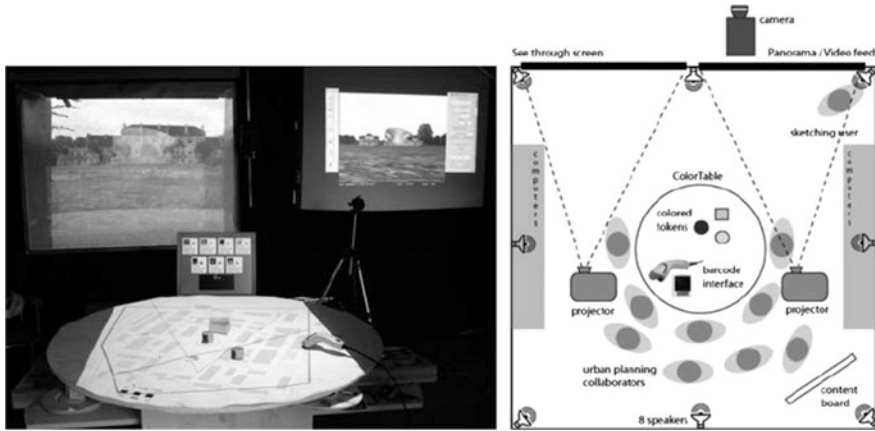 camera
See through screen
Panorama / Video feed
sketching user
computers
computers
ColorTable
colored
tokens
barcode
interface
projector
projector
urban planning
collaborators
content
board
8 speakers